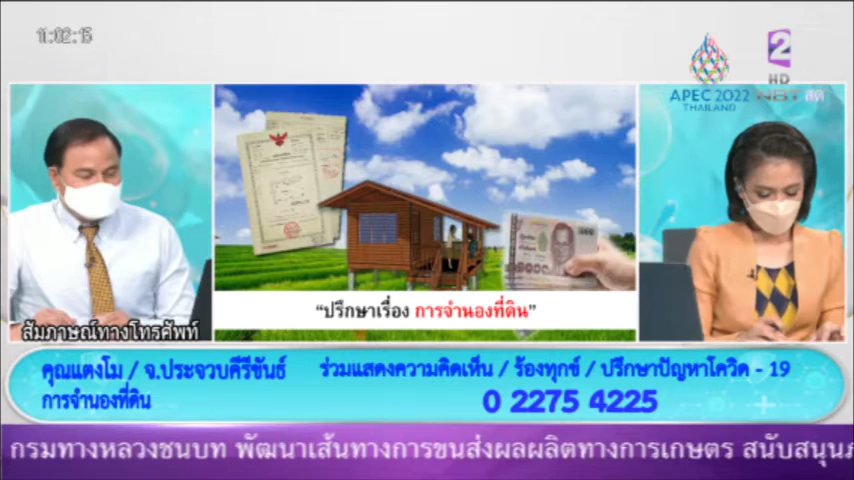 11:02:15
2
HD
NBT สด
APEC 2022
THAILAND
1000
“ปรึกษาเรื่อง การจำนองที่ดิน”
สัมภาษณ์ทางโทรศัพท์
คุณแตงโม / จ.ประจวบคีรีขันธ์
การจำนองที่ดิน
ร่วมแสดงความคิดเห็น / ร้องทุกข์ / ปรึกษาปัญหาโควิด - 19
0 2275 4225
กรมทางหลวงชนบท พัฒนาเส้นทางการขนส่งผลผลิตทางการเกษตร สนับสนุน